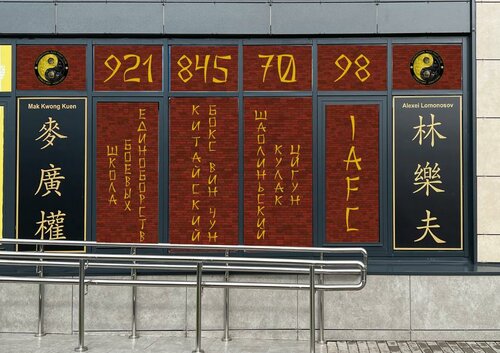 921 845 70 98
Mak Kwong Kuen
麥廣權
ШКОЛА
БОЕВЫХ
ЕДИНОБОРСТВ
КИТАЙСКИЙ
БОКС ВИН ЧУН
ШАОЛИНЬСКИЙ
КУЛАК
ЦИГУН
IAFC
Alexei Lomonosov
林樂夫